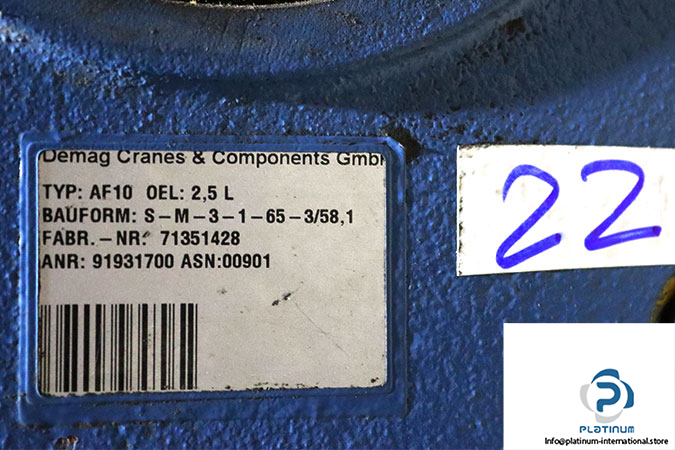 Demag Cranes & Components GmbH
TYP: AF10 OEL: 2,5 L
BAUFORM: S-M-3-1-65-3/58,1
FABR.-NR: 71351428
ANR: 91931700 ASN:00901
22
PLATINUM
Info@platinum-international.store